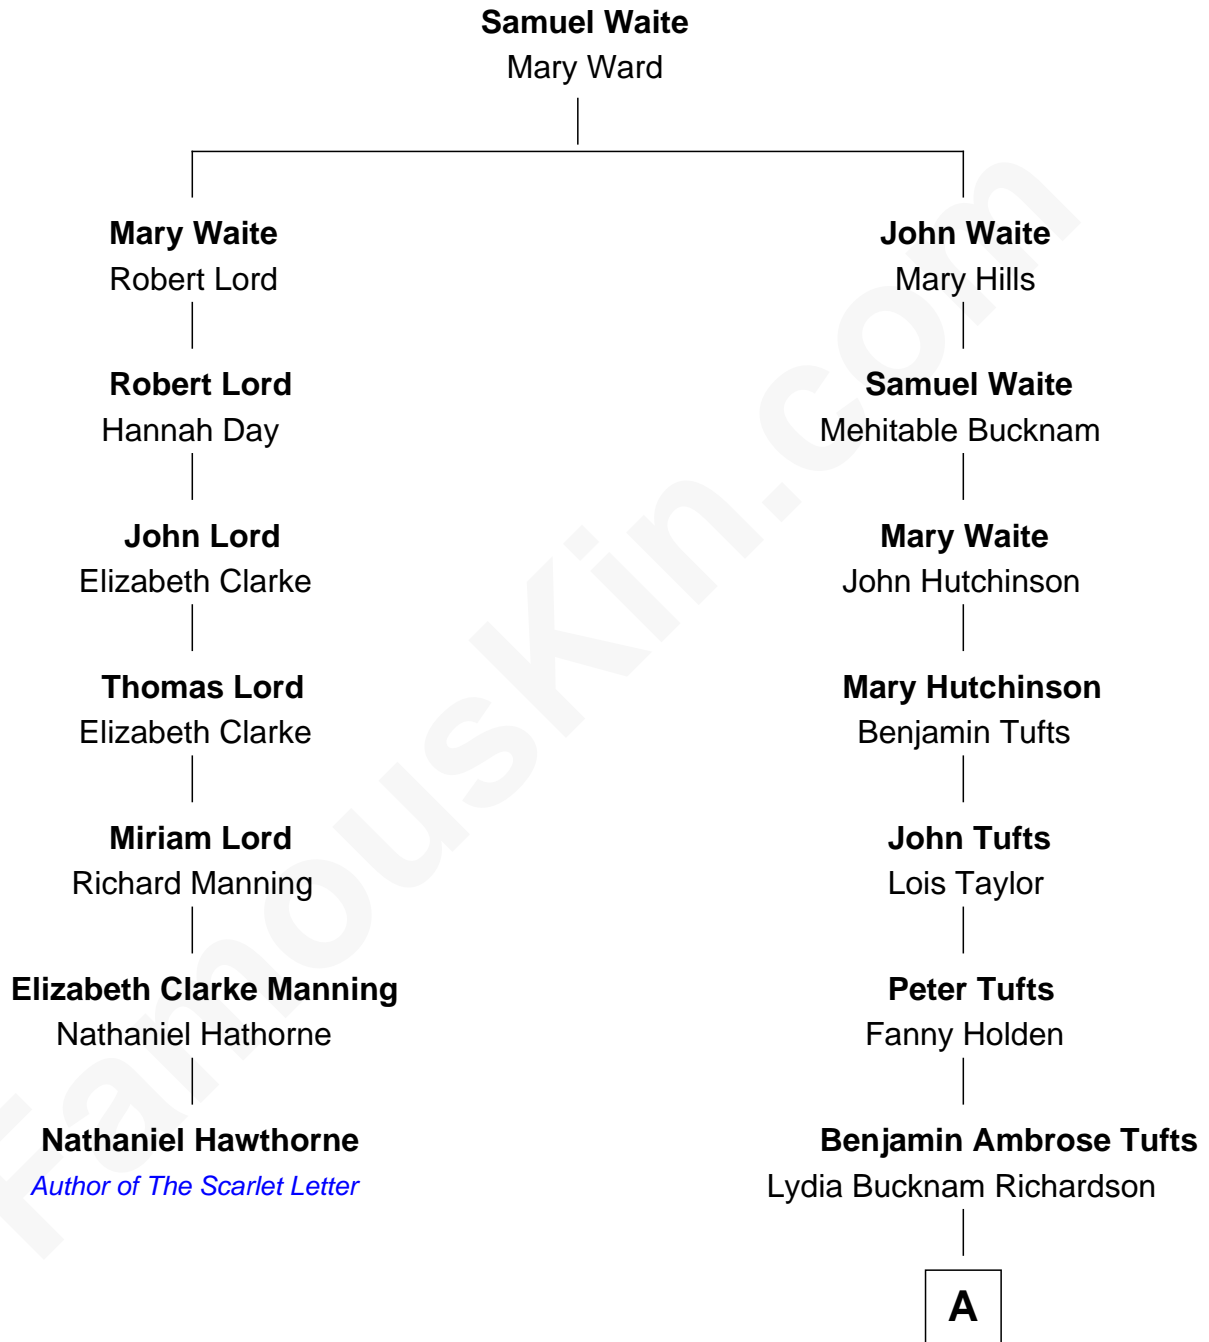 Samuel Waite
Mary Ward
Mary Waite
Robert Lord
Robert Lord
Hannah Day
John Lord
Elizabeth Clarke
Thomas Lord
Elizabeth Clarke
Miriam Lord
Richard Manning
Elizabeth Clarke Manning
Nathaniel Hathorne
Nathaniel Hawthorne
Author of The Scarlet Letter
John Waite
Mary Hills
Samuel Waite
Mehitable Bucknam
Mary Waite
John Hutchinson
Mary Hutchinson
Benjamin Tufts
John Tufts
Lois Taylor
Peter Tufts
Fanny Holden
Benjamin Ambrose Tufts
Lydia Bucknam Richardson
A
FamousKin.com